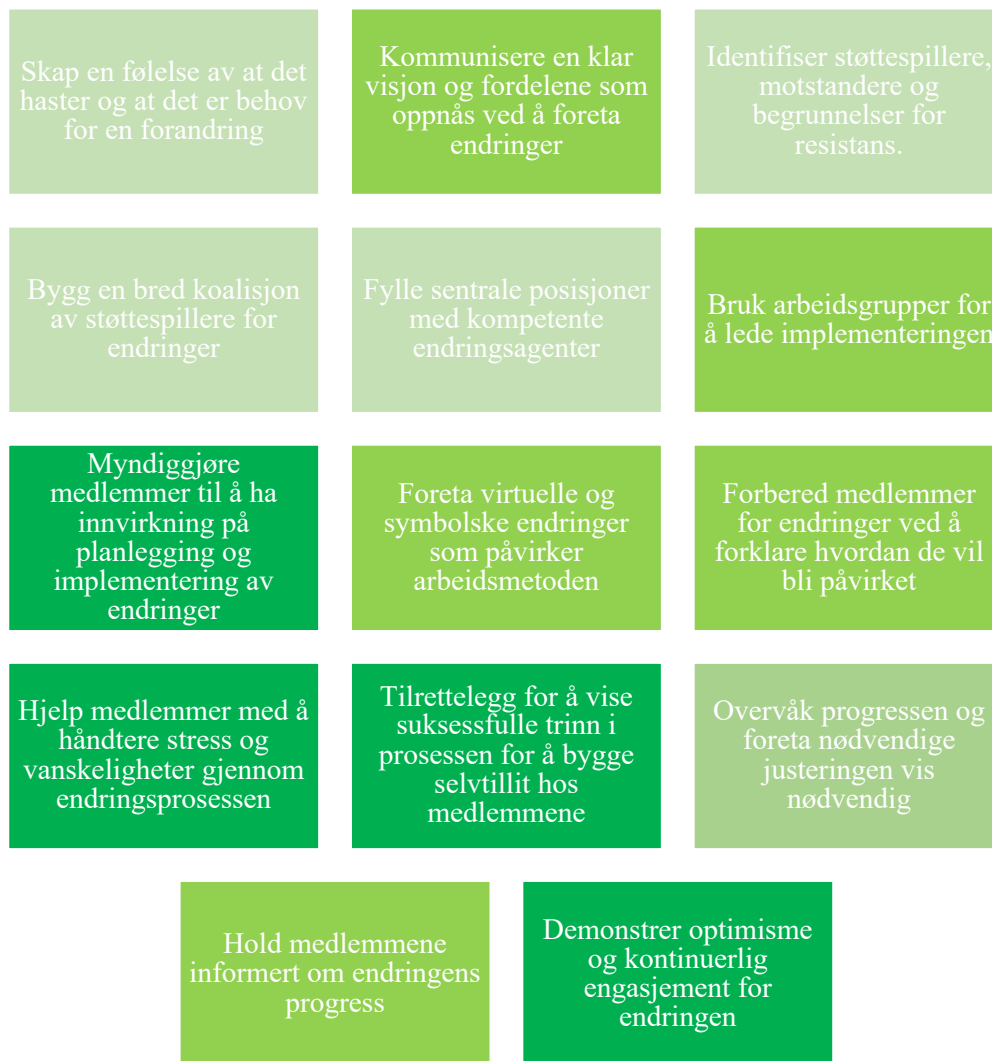 Skap en følelse av at det
haster og at det er behov
for en forandring
Kommunisere en klar
visjon og fordelene som
oppnås ved å foreta
endringer
Identifiser støttespillere,
motstandere og
begrunnelser for
resistans.
Bygg en bred koalisjon
av støttespillere for
endringer
Fylle sentrale posisjoner
med kompetente
endringsagenter
Bruk arbeidsgrupper for
å lede implementeringen
Myndiggjøre
medlemmer til å ha
innvirkning på
planlegging og
implementering av
endringer
Foreta virtuelle og
symbolske endringer
som påvirker
arbeidsmetoden
Forbered medlemmer
for endringer ved å
forklare hvordan de vil
bli påvirket
Hjelp medlemmer med å
håndtere stress og
vanskeligheter gjennom
endringsprosessen
Tilrettelegg for å vise
suksessfulle trinn i
prosessen for å bygge
selvtillit hos
medlemmene
Overvåk progressen og
foreta nødvendige
justeringen vis
nødvendig
Hold medlemmene
informert om endringens
progress
Demonstrer optimisme
og kontinuerlig
engasjement for
endringen